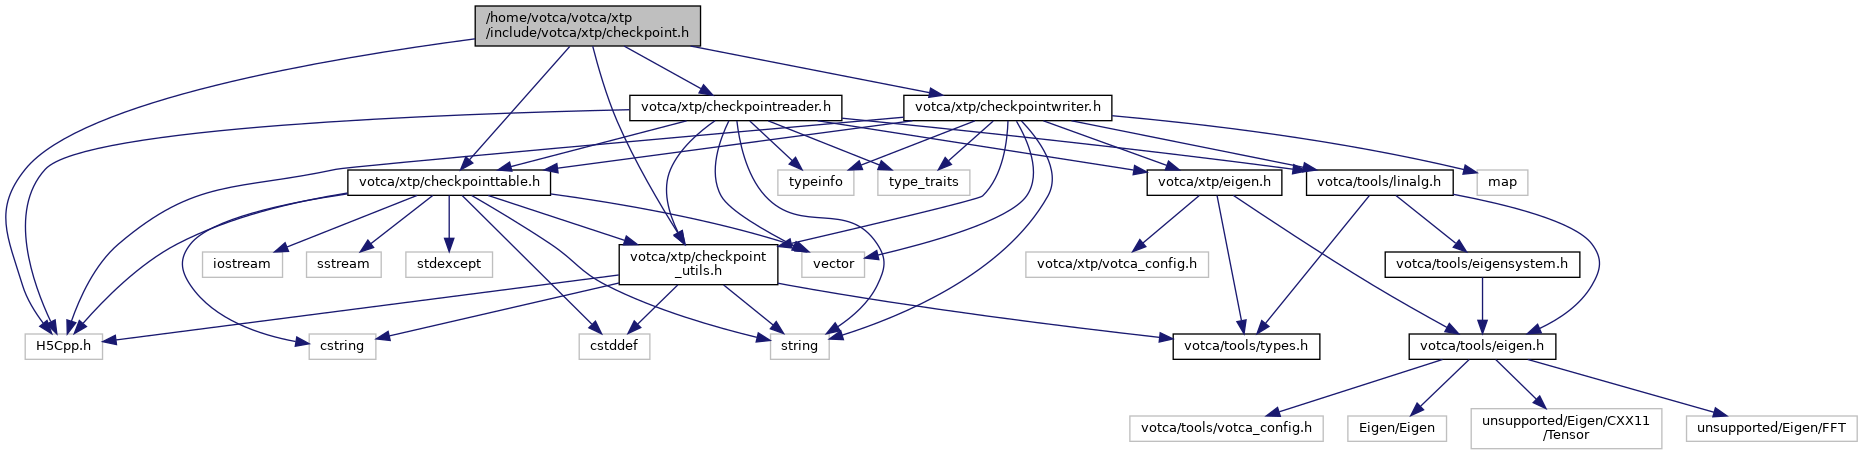 /home/votca/votca/xtp
/include/votca/xtp/checkpoint.h
votca/xtp/checkpointreader.h
votca/xtp/checkpointwriter.h
votca/xtp/checkpointtable.h
typeinfo
type_traits
votca/xtp/eigen.h
votca/tools/linalg.h
map
iostream
sstream
stdexcept
votca/xtp/checkpoint
_utils.h
vector
votca/xtp/votca_config.h
votca/tools/eigensystem.h
H5Cpp.h
cstring
cstddef
string
votca/tools/types.h
votca/tools/eigen.h
votca/tools/votca_config.h
Eigen/Eigen
unsupported/Eigen/CXX11
/Tensor
unsupported/Eigen/FFT